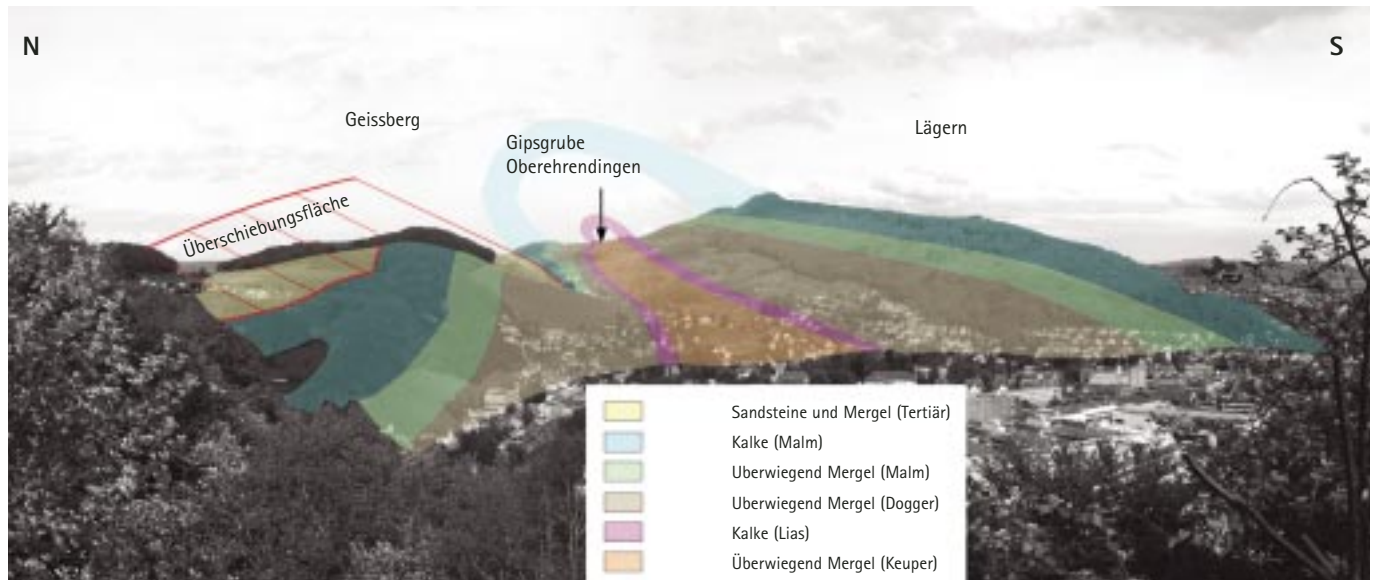 N
S
Geissberg
Lägern
Gipsgrube
Oberehrendingen
Überschiebungsfläche
Sandsteine und Mergel (Tertiär)
Kalke (Malm)
Uberwiegend Mergel (Malm)
Uberwiegend Mergel (Dogger)
Kalke (Lias)
Überwiegend Mergel (Keuper)